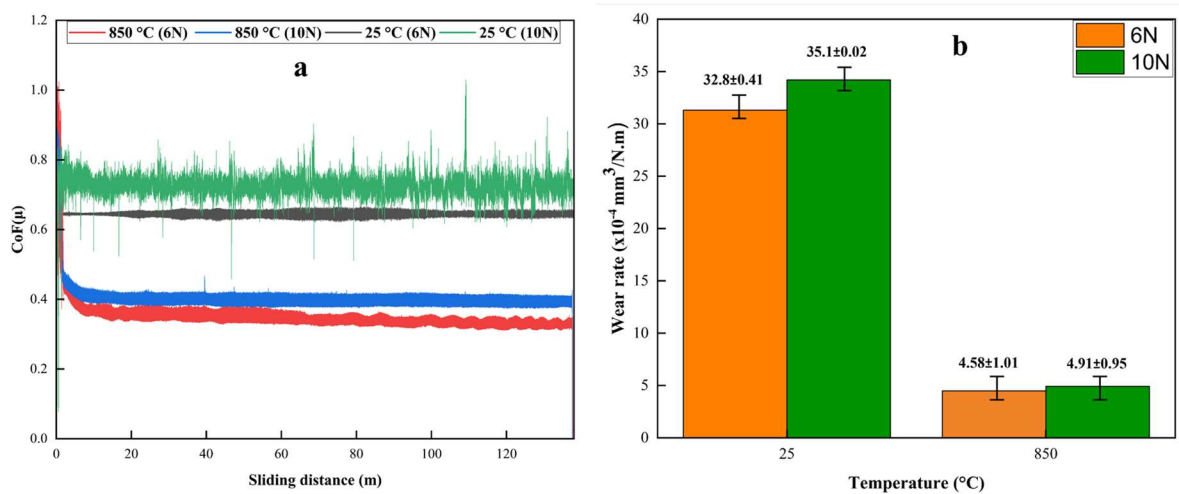 1.2
850 °C (6N) 850 °C (10N) 25 °C (6N) 25 °C (10N)
a
1.0
0.8
0.6
0.4
0.2
0.0
CoF(μ)
0 20 40 60 80 100 120
Sliding distance (m)
b
6N
10N
40
35
30
25
20
15
10
5
0
Wear rate (x10⁻⁴ mm³/N.m)
32.8±0.41
35.1±0.02
4.58±1.01
4.91±0.95
25 850
Temperature (°C)